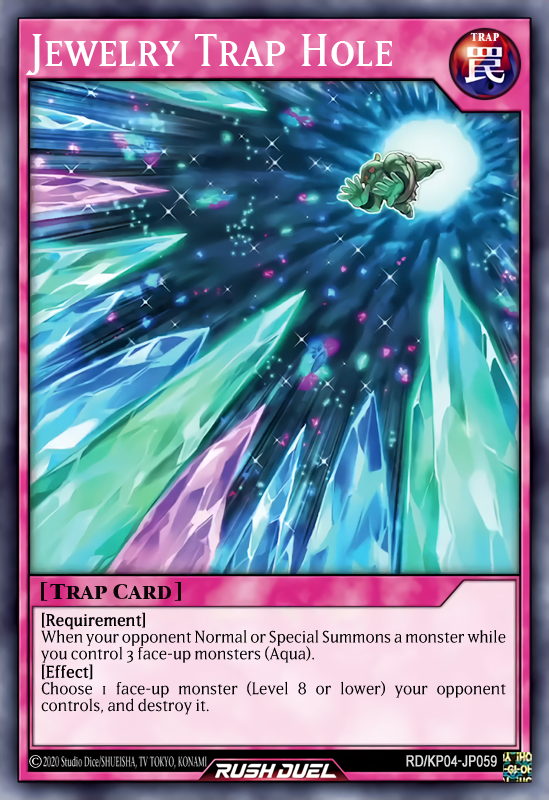 Jewelry Trap Hole
TRAP
罠
[Trap Card]
[Requirement]
When your opponent Normal or Special Summons a monster while
you control 3 face-up monsters (Aqua).
[Effect]
Choose 1 face-up monster (Level 8 or lower) your opponent
controls, and destroy it.
©2020 Studio Dice/SHUEISHA, TV TOKYO, KONAMI
RUSH DUEL
RD/KP04-JP059